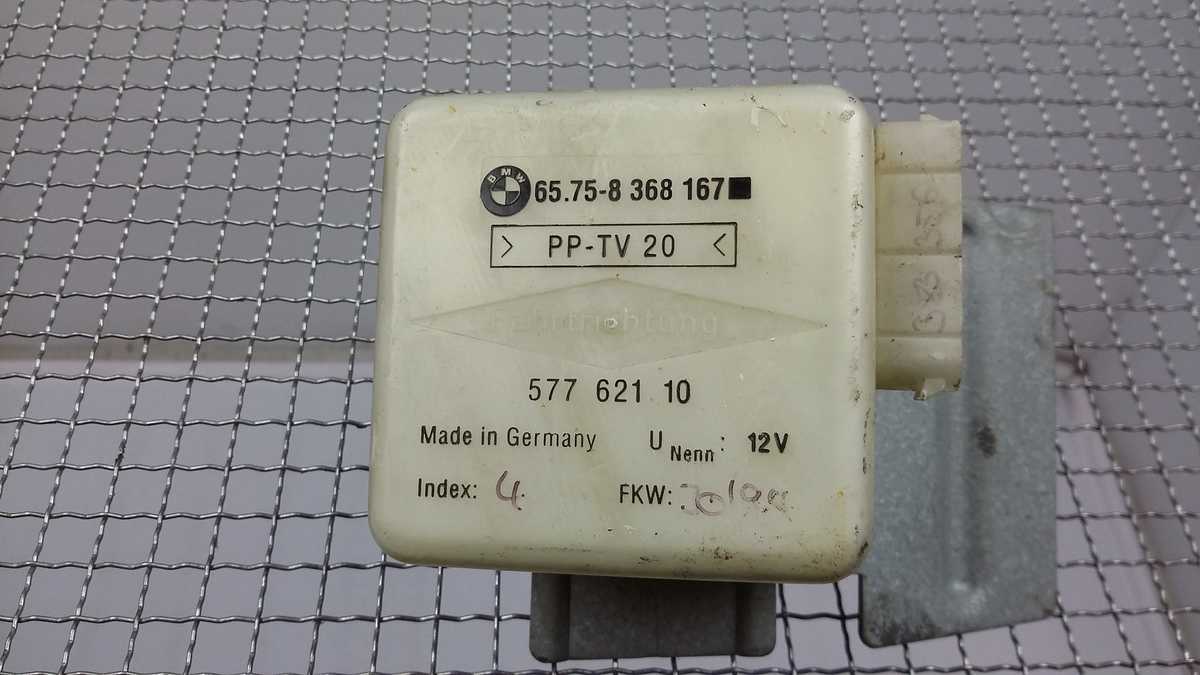 BMW 65.75-8 368 167
> PP-TV 20 <
Fahrtrichtung
577 621 10
Made in Germany U Nenn: 12V
Index: 4 FKW: